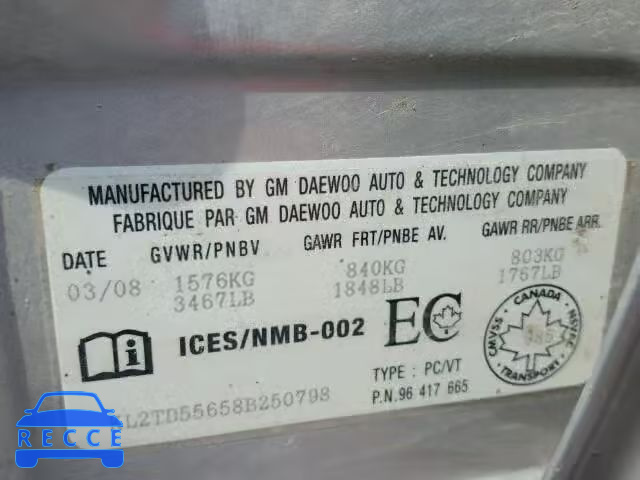 MANUFACTURED BY GM DAEWOO AUTO & TECHNOLOGY COMPANY
FABRIQUE PAR GM DAEWOO AUTO & TECHNOLOGY COMPANY
DATE GVWR/PNBV GAWR FRT/PNBE AV. GAWR RR/PNBE ARR.
03/08 1576KG 840KG 803KG
3467LB 1848LB 1767LB
i ICES/NMB-002 EC CANADA CMVSS NSVAC TRANSPORT
TYPE : PC/VT
P.N.96 417 665
L2TD55658B250798